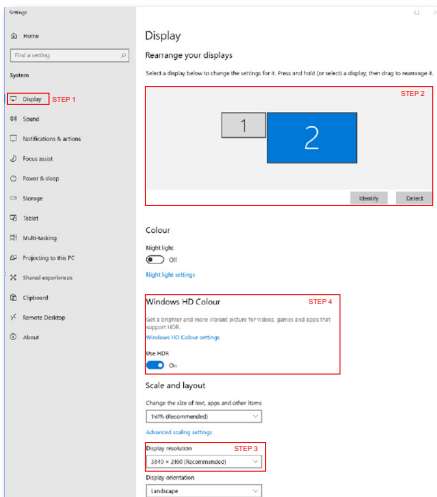 Settings
Home
Find a setting
System
Display STEP 1
Sound
Notifications & actions
Focus assist
Power & sleep
Storage
Tablet
Multi-tasking
Projecting to this PC
Shared experiences
Clipboard
Remote Desktop
About
Display
Rearrange your displays
Select a display below to change the settings for it. Press and hold (or select) a display, then drag to rearrange it.
STEP 2
1
2
Identify Detect
Colour
Night light
Off
Night light settings
Windows HD Colour STEP 4
Get a brighter and more vibrant picture for videos, games and apps that
support HDR.
Windows HD Colour settings
Use HDR
On
Scale and layout
Change the size of text, apps and other items
150% (Recommended)
Advanced scaling settings
Display resolution STEP 3
3840 × 2160 (Recommended)
Display orientation
Landscape